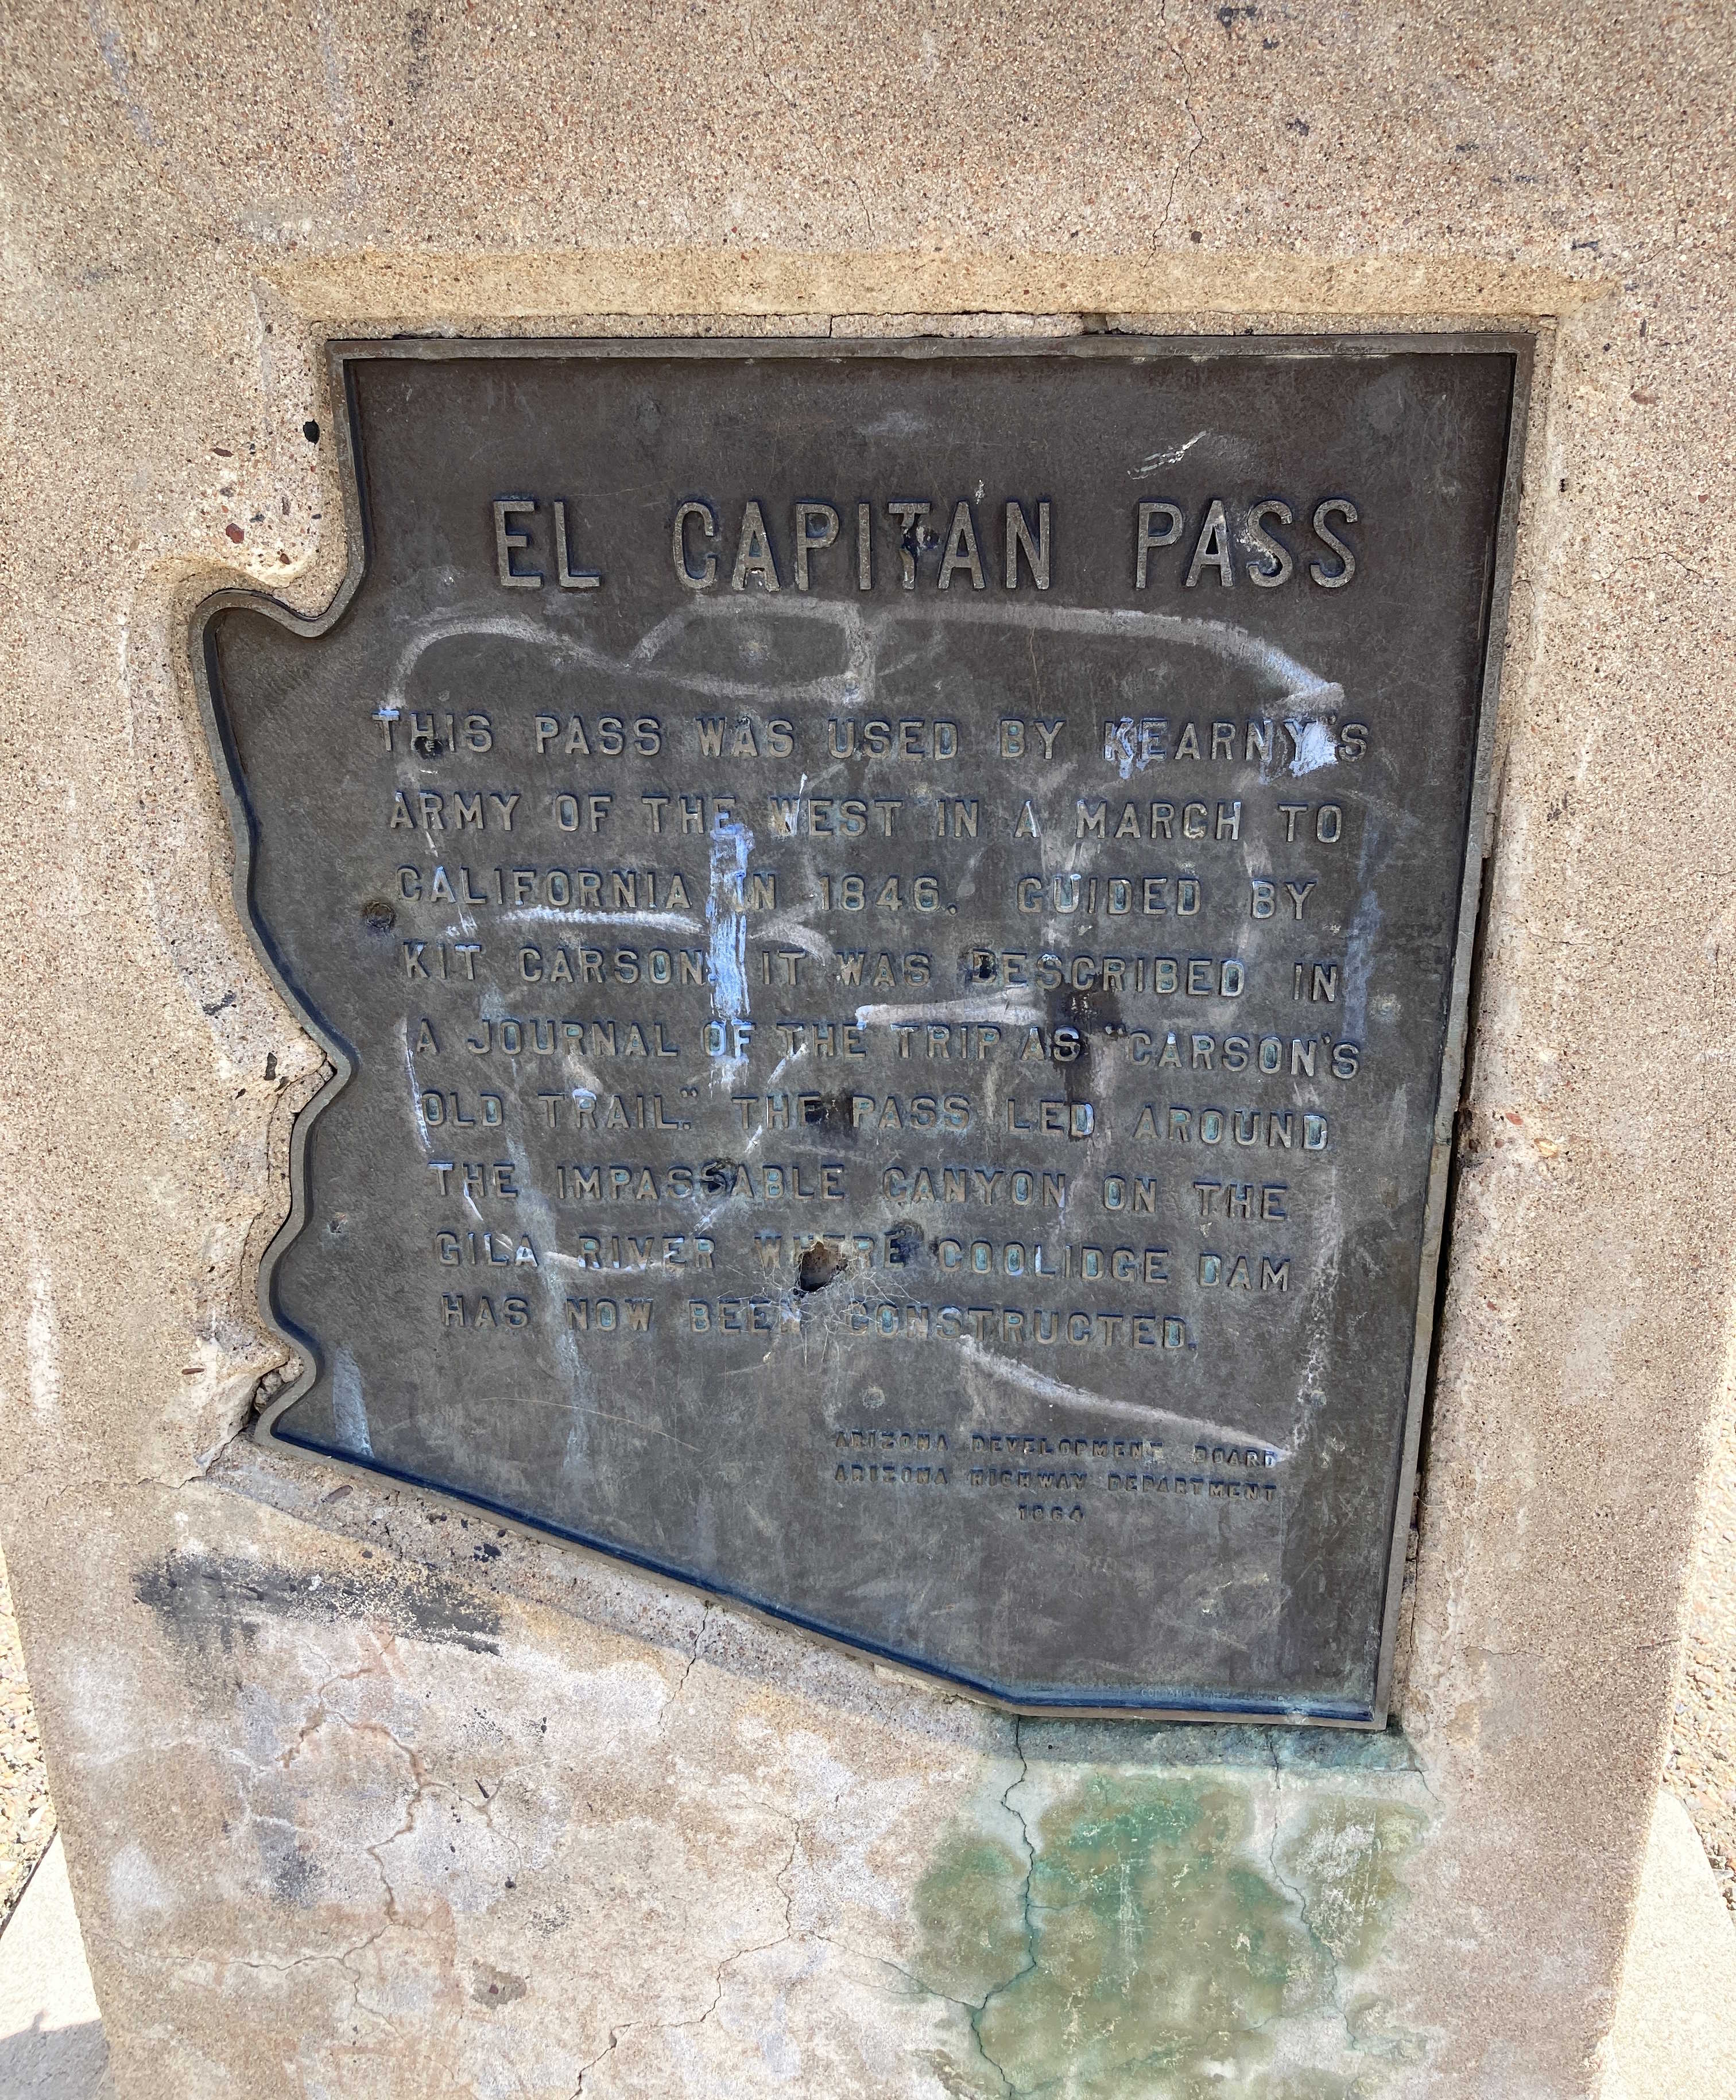 EL CAPITAN PASS
THIS PASS WAS USED BY KEARNY'S
ARMY OF THE WEST IN A MARCH TO
CALIFORNIA IN 1846. GUIDED BY
KIT CARSON, IT WAS DESCRIBED IN
A JOURNAL OF THE TRIP AS "CARSON'S
OLD TRAIL." THE PASS LED AROUND
THE IMPASSABLE CANYON ON THE
GILA RIVER WHERE COOLIDGE DAM
HAS NOW BEEN CONSTRUCTED.
ARIZONA DEVELOPMENT BOARD
ARIZONA HIGHWAY DEPARTMENT
1964